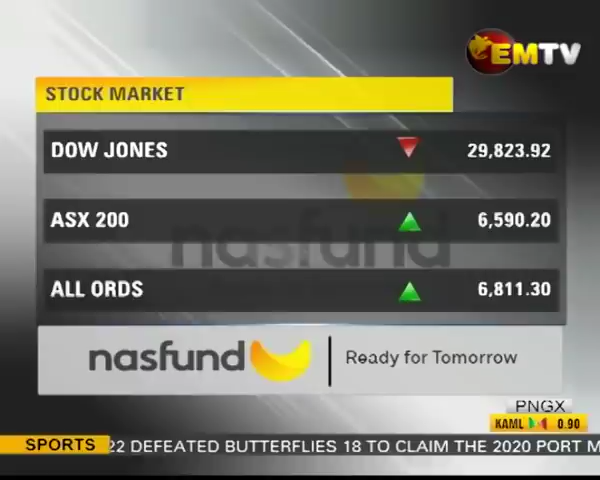 EMTV
STOCK MARKET
DOW JONES 29,823.92
ASX 200 6,590.20
ALL ORDS 6,811.30
nasfund Ready for Tomorrow
PNGX
KAML 0.90
SPORTS 22 DEFEATED BUTTERFLIES 18 TO CLAIM THE 2020 PORT M